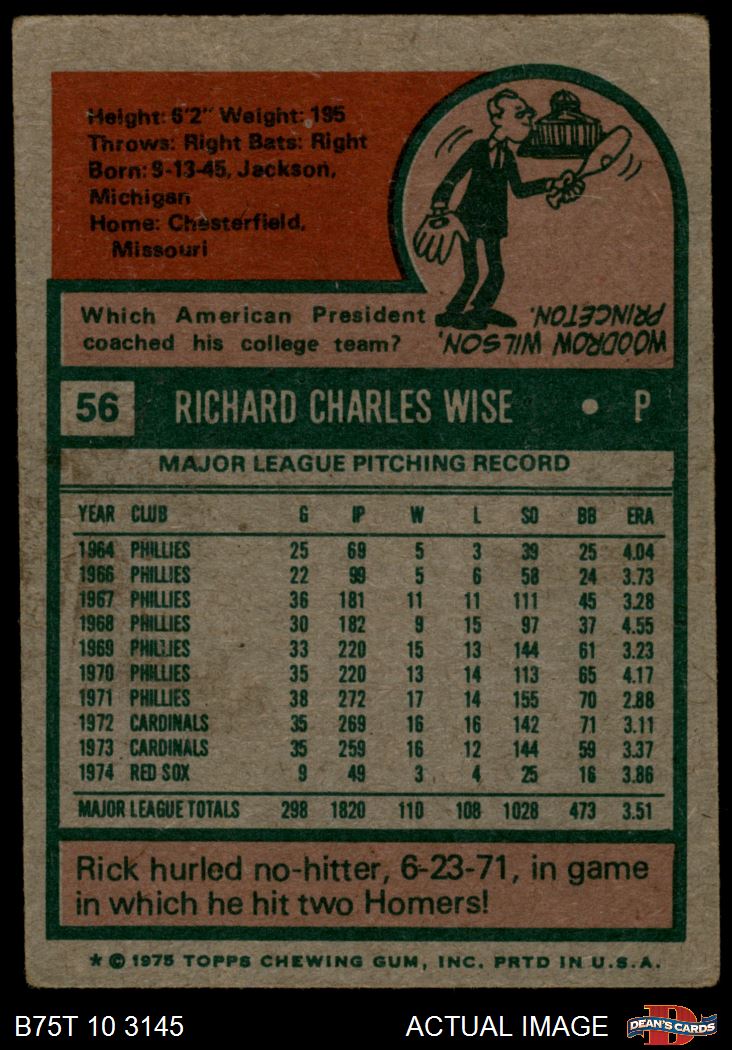 Height: 6'2" Weight: 195
Throws: Right Bats: Right
Born: 9-13-45, Jackson,
Michigan
Home: Chesterfield,
Missouri
Which American President
coached his college team?
WOODROW WILSON,
PRINCETON.
56 RICHARD CHARLES WISE • P
MAJOR LEAGUE PITCHING RECORD
YEAR CLUB G IP W L SO BB ERA
1964 PHILLIES 25 69 5 3 39 25 4.04
1966 PHILLIES 22 99 5 6 58 24 3.73
1967 PHILLIES 36 181 11 11 111 45 3.28
1968 PHILLIES 30 182 9 15 97 37 4.55
1969 PHILLIES 33 220 15 13 144 61 3.23
1970 PHILLIES 35 220 13 14 113 65 4.17
1971 PHILLIES 38 272 17 14 155 70 2.88
1972 CARDINALS 35 269 16 16 142 71 3.11
1973 CARDINALS 35 259 16 12 144 59 3.37
1974 RED SOX 9 49 3 4 25 16 3.86
MAJOR LEAGUE TOTALS 298 1820 110 108 1028 473 3.51
Rick hurled no-hitter, 6-23-71, in game
in which he hit two Homers!
* © 1975 TOPPS CHEWING GUM, INC. PRTD IN U.S.A.
B75T 10 3145 ACTUAL IMAGE D DEAN'S CARDS